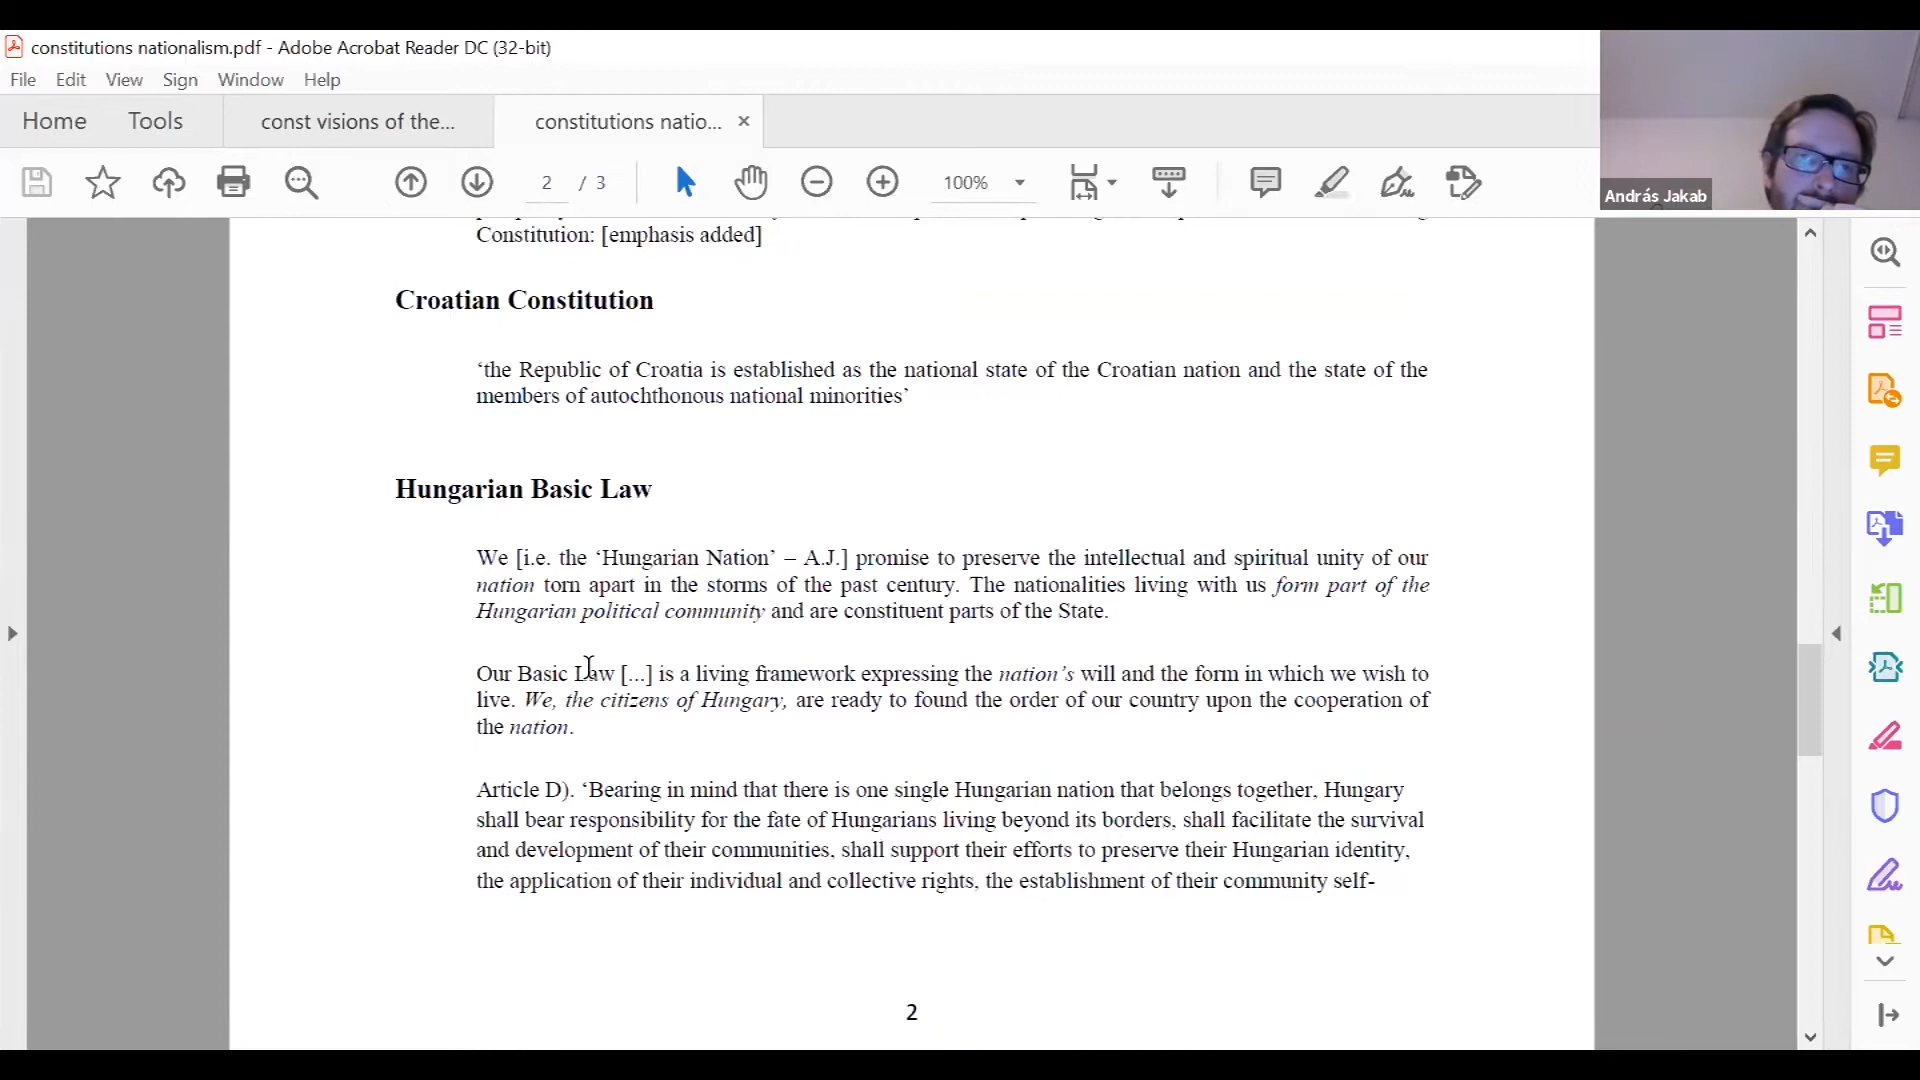 constitutions nationalism.pdf - Adobe Acrobat Reader DC (32-bit)
File Edit View Sign Window Help
Home Tools const visions of the... constitutions natio... ×
2 / 3 100%
András Jakab
Constitution: [emphasis added]
Croatian Constitution
‘the Republic of Croatia is established as the national state of the Croatian nation and the state of the
members of autochthonous national minorities’
Hungarian Basic Law
We [i.e. the ‘Hungarian Nation’ – A.J.] promise to preserve the intellectual and spiritual unity of our
nation torn apart in the storms of the past century. The nationalities living with us form part of the
Hungarian political community and are constituent parts of the State.
Our Basic Law [...] is a living framework expressing the nation’s will and the form in which we wish to
live. We, the citizens of Hungary, are ready to found the order of our country upon the cooperation of
the nation.
Article D). ‘Bearing in mind that there is one single Hungarian nation that belongs together, Hungary
shall bear responsibility for the fate of Hungarians living beyond its borders, shall facilitate the survival
and development of their communities, shall support their efforts to preserve their Hungarian identity,
the application of their individual and collective rights, the establishment of their community self-
2